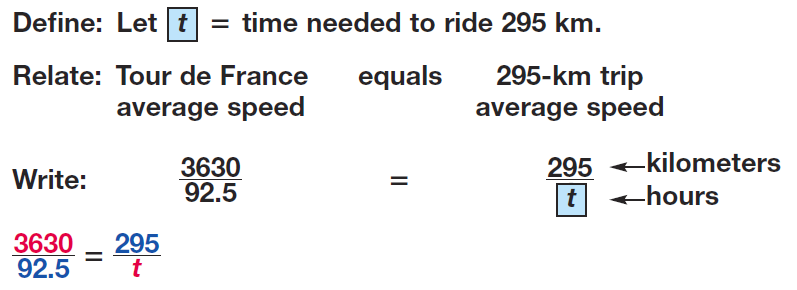 Define: Let t = time needed to ride 295 km.
Relate: Tour de France equals 295-km trip
average speed average speed
Write: 3630/92.5 = 295/t ←kilometers ←hours
3630/92.5 = 295/t